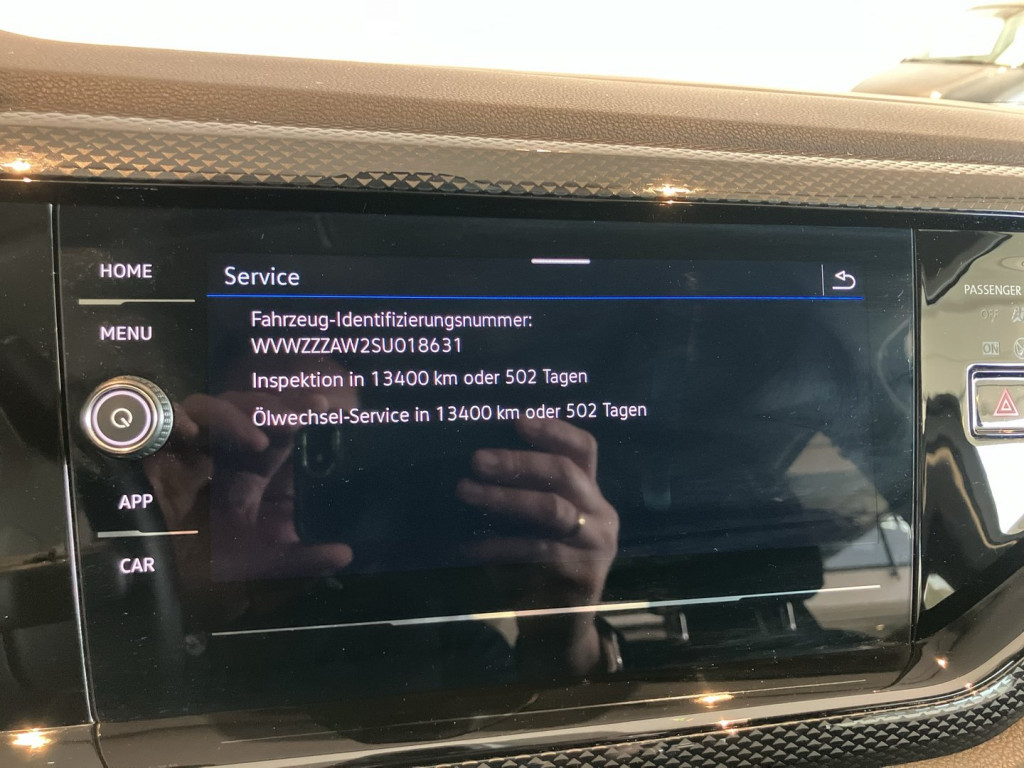 HOME
MENU
APP
CAR
Service
Fahrzeug-Identifizierungsnummer:
WVWZZZAW2SU018631
Inspektion in 13400 km oder 502 Tagen
Ölwechsel-Service in 13400 km oder 502 Tagen
PASSENGER
OFF
ON